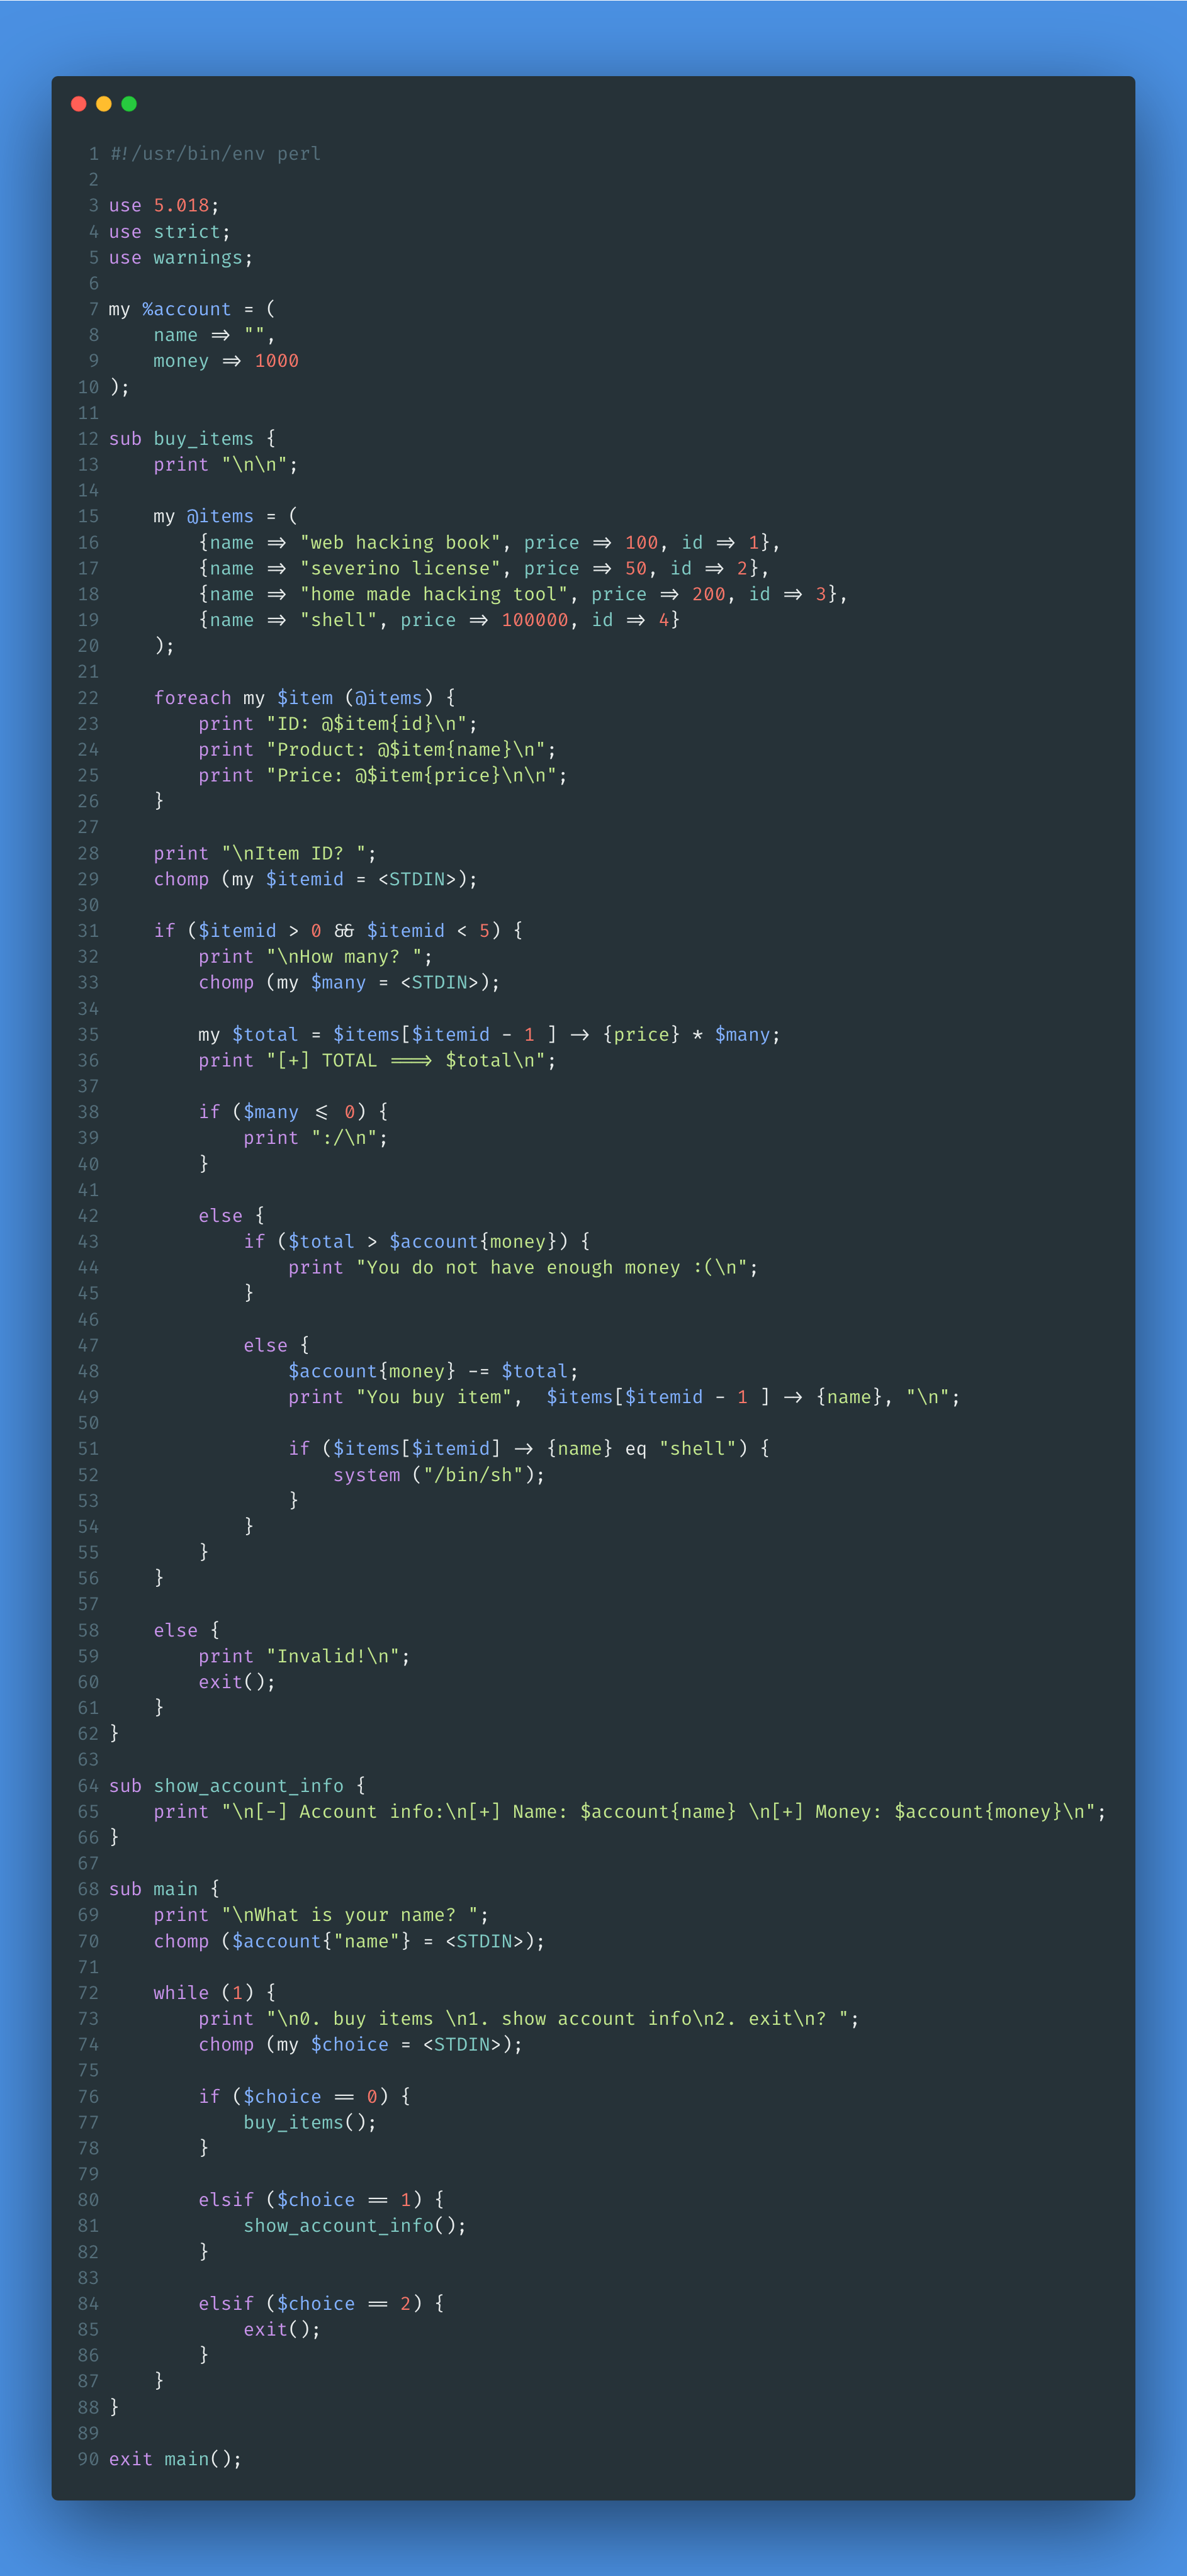 1 #!/usr/bin/env perl
2
3 use 5.018;
4 use strict;
5 use warnings;
6
7 my %account = (
8     name => "",
9     money => 1000
10 );
11
12 sub buy_items {
13     print "\n\n";
14
15     my @items = (
16         {name => "web hacking book", price => 100, id => 1},
17         {name => "severino license", price => 50, id => 2},
18         {name => "home made hacking tool", price => 200, id => 3},
19         {name => "shell", price => 100000, id => 4}
20     );
21
22     foreach my $item (@items) {
23         print "ID: @$item{id}\n";
24         print "Product: @$item{name}\n";
25         print "Price: @$item{price}\n\n";
26     }
27
28     print "\nItem ID? ";
29     chomp (my $itemid = <STDIN>);
30
31     if ($itemid > 0 && $itemid < 5) {
32         print "\nHow many? ";
33         chomp (my $many = <STDIN>);
34
35         my $total = $items[$itemid - 1 ] -> {price} * $many;
36         print "[+] TOTAL ===> $total\n";
37
38         if ($many <= 0) {
39             print ":/\n";
40         }
41
42         else {
43             if ($total > $account{money}) {
44                 print "You do not have enough money :(\n";
45             }
46
47             else {
48                 $account{money} -= $total;
49                 print "You buy item",  $items[$itemid - 1 ] -> {name}, "\n";
50
51                 if ($items[$itemid] -> {name} eq "shell") {
52                     system ("/bin/sh");
53                 }
54             }
55         }
56     }
57
58     else {
59         print "Invalid!\n";
60         exit();
61     }
62 }
63
64 sub show_account_info {
65     print "\n[-] Account info:\n[+] Name: $account{name} \n[+] Money: $account{money}\n";
66 }
67
68 sub main {
69     print "\nWhat is your name? ";
70     chomp ($account{"name"} = <STDIN>);
71
72     while (1) {
73         print "\n0. buy items \n1. show account info\n2. exit\n? ";
74         chomp (my $choice = <STDIN>);
75
76         if ($choice == 0) {
77             buy_items();
78         }
79
80         elsif ($choice == 1) {
81             show_account_info();
82         }
83
84         elsif ($choice == 2) {
85             exit();
86         }
87     }
88 }
89
90 exit main();